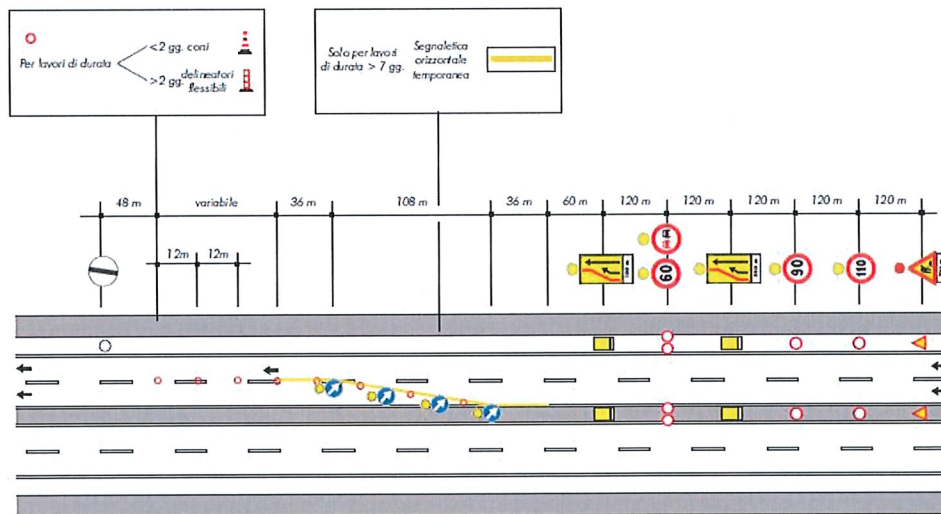 Per lavori di durata
<2 gg. coni
>2 gg. delineatori
flessibili
Solo per lavori
di durata > 7 gg.
Segnaletica
orizzontale
temporanea
48 m
variabile
36 m
108 m
36 m
60 m
120 m
120 m
120 m
120 m
120 m
12m
12m
60
90
110